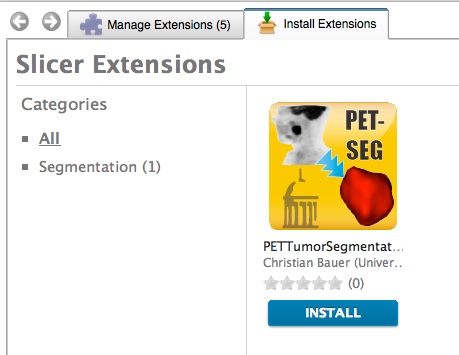 Manage Extensions (5)
Install Extensions
Slicer Extensions
Categories
All
Segmentation (1)
PET-
SEG
PETTumorSegmentat...
Christian Bauer (Univer...
(0)
INSTALL